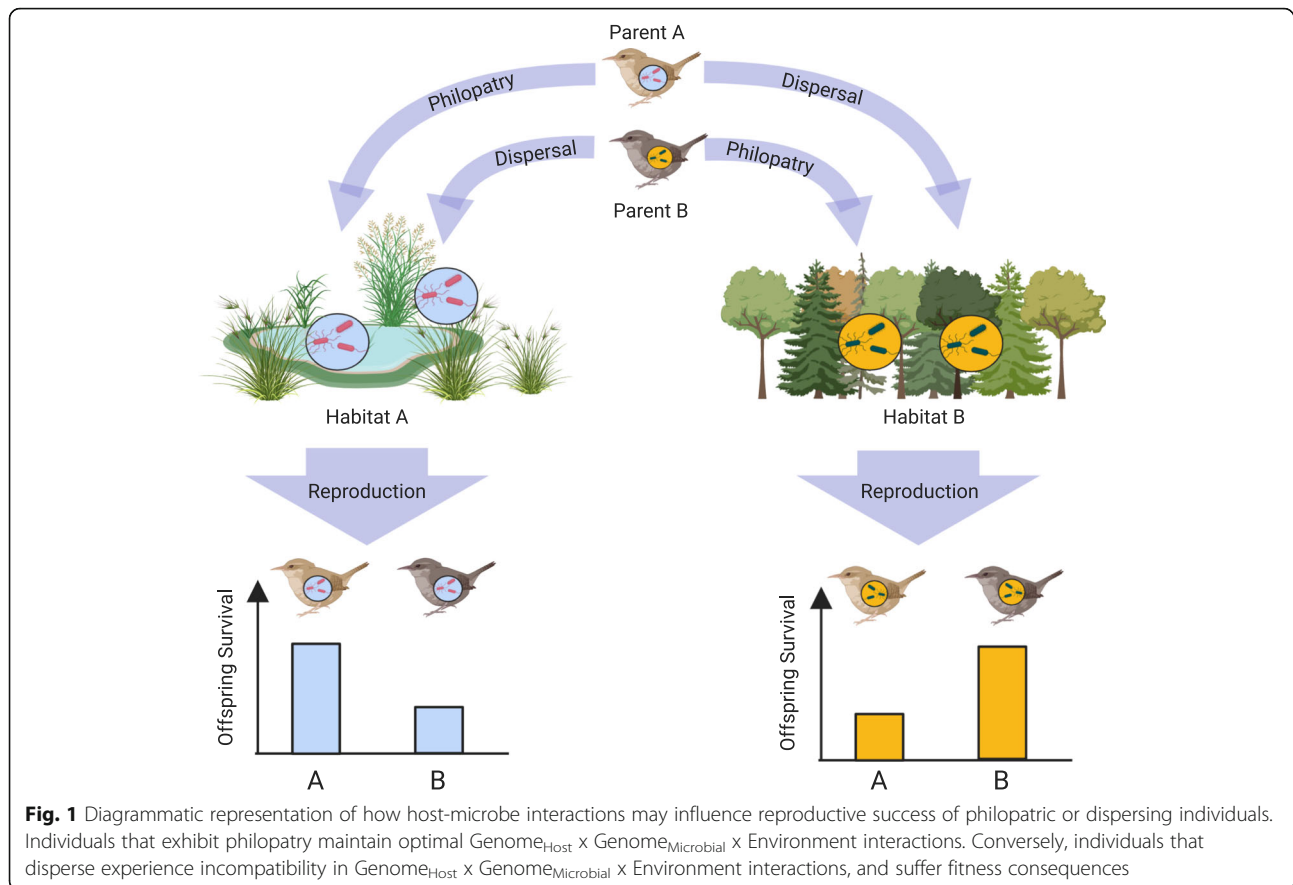 Parent A
Philopatry
Dispersal
Dispersal
Philopatry
Parent B
Habitat A
Habitat B
Reproduction
Reproduction
Offspring Survival
A B
Offspring Survival
A B
Fig. 1 Diagrammatic representation of how host-microbe interactions may influence reproductive success of philopatric or dispersing individuals.
Individuals that exhibit philopatry maintain optimal GenomeHost x GenomeMicrobial x Environment interactions. Conversely, individuals that
disperse experience incompatibility in GenomeHost x GenomeMicrobial x Environment interactions, and suffer fitness consequences